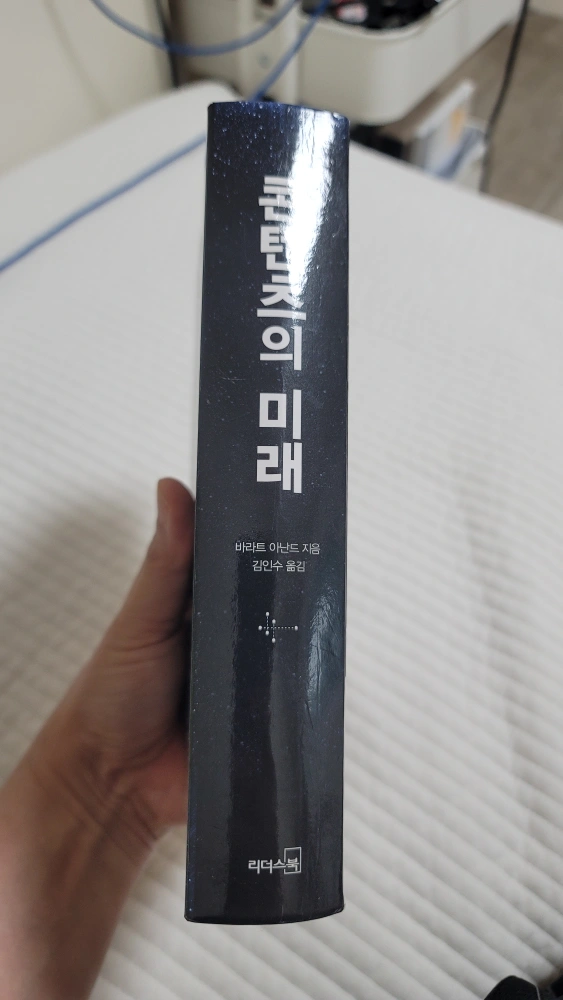 콘텐츠의 미래
바라트 아난드 지음
김인수 옮김
리더스북